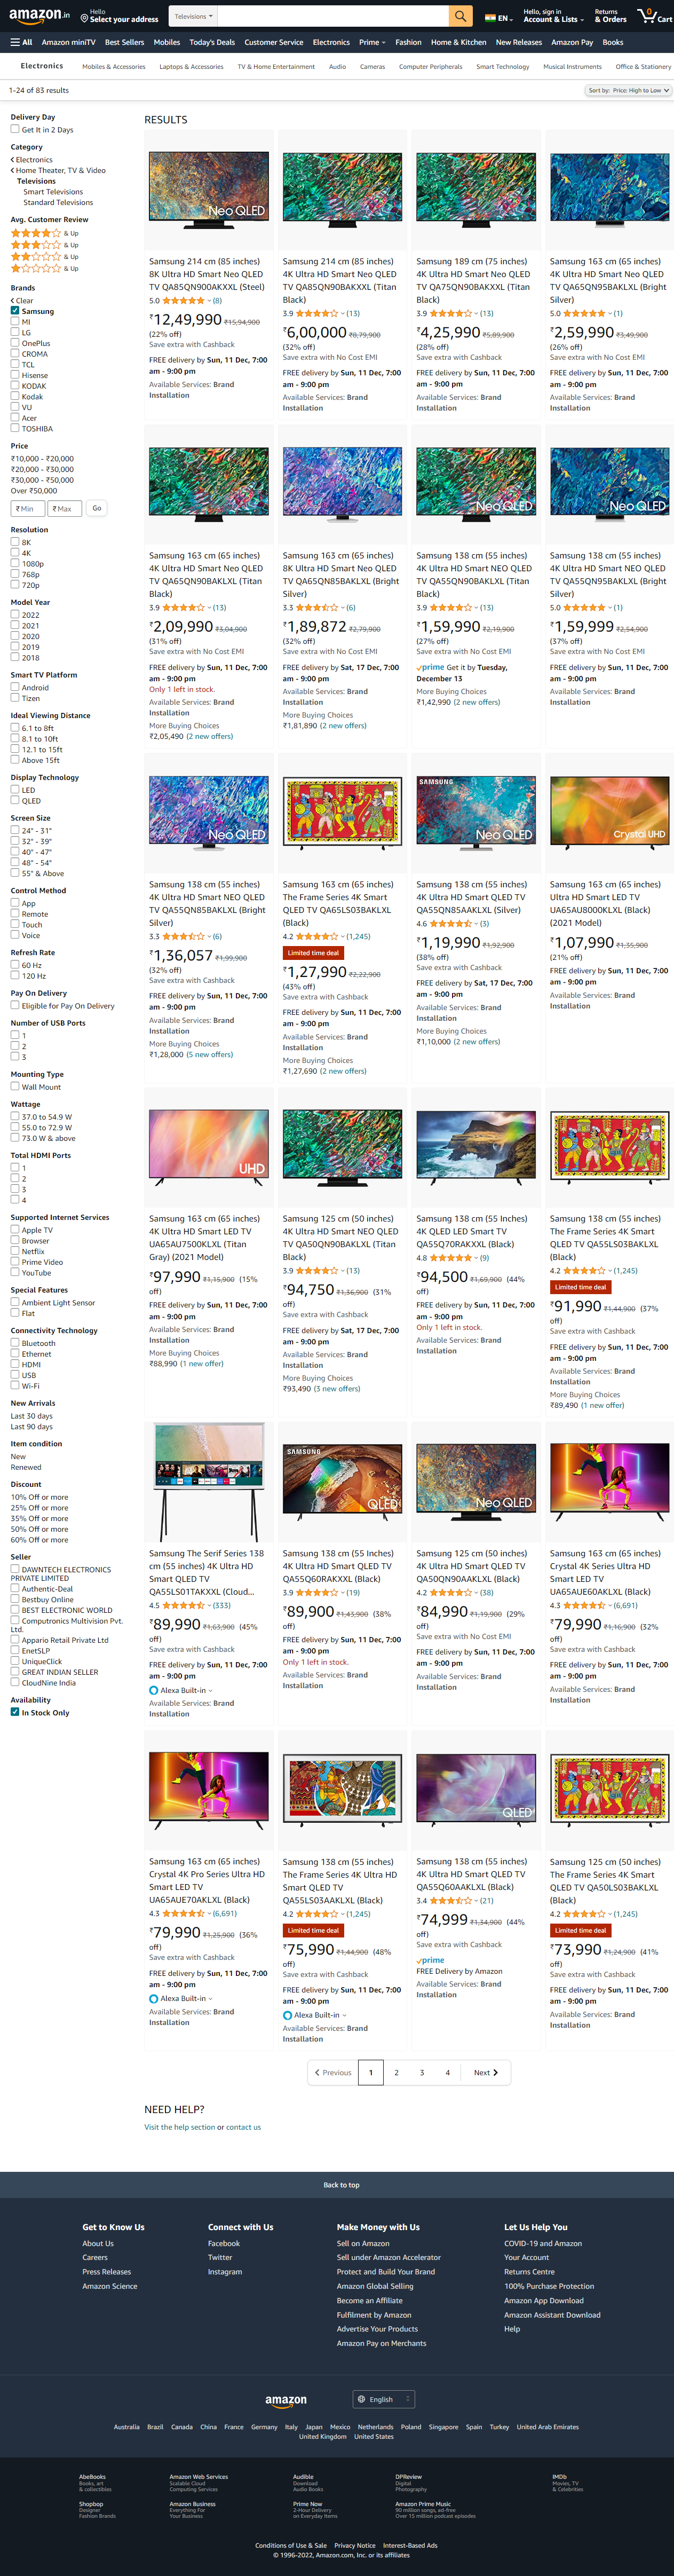 amazon.in
Hello
Select your address
Televisions
EN
Hello, sign in
Account & Lists
Returns
& Orders
0
Cart
All
Amazon miniTV
Best Sellers
Mobiles
Today's Deals
Customer Service
Electronics
Prime
Fashion
Home & Kitchen
New Releases
Amazon Pay
Books
Electronics
Mobiles & Accessories
Laptops & Accessories
TV & Home Entertainment
Audio
Cameras
Computer Peripherals
Smart Technology
Musical Instruments
Office & Stationery
1-24 of 83 results
Sort by: Price: High to Low
Delivery Day
Get It in 2 Days
Category
Electronics
Home Theater, TV & Video
Televisions
Smart Televisions
Standard Televisions
Avg. Customer Review
& Up
& Up
& Up
& Up
Brands
Clear
Samsung
MI
LG
OnePlus
CROMA
TCL
Hisense
KODAK
Kodak
VU
Acer
TOSHIBA
Price
₹10,000 - ₹20,000
₹20,000 - ₹30,000
₹30,000 - ₹50,000
Over ₹50,000
₹ Min
₹ Max
Go
Resolution
8K
4K
1080p
768p
720p
Model Year
2022
2021
2020
2019
2018
Smart TV Platform
Android
Tizen
Ideal Viewing Distance
6.1 to 8ft
8.1 to 10ft
12.1 to 15ft
Above 15ft
Display Technology
LED
QLED
Screen Size
24" - 31"
32" - 39"
40" - 47"
48" - 54"
55" & Above
Control Method
App
Remote
Touch
Voice
Refresh Rate
60 Hz
120 Hz
Pay On Delivery
Eligible for Pay On Delivery
Number of USB Ports
1
2
3
Mounting Type
Wall Mount
Wattage
37.0 to 54.9 W
55.0 to 72.9 W
73.0 W & above
Total HDMI Ports
1
2
3
4
Supported Internet Services
Apple TV
Browser
Netflix
Prime Video
YouTube
Special Features
Ambient Light Sensor
Flat
Connectivity Technology
Bluetooth
Ethernet
HDMI
USB
Wi-Fi
New Arrivals
Last 30 days
Last 90 days
Item condition
New
Renewed
Discount
10% Off or more
25% Off or more
35% Off or more
50% Off or more
60% Off or more
Seller
DAWNTECH ELECTRONICS
PRIVATE LIMITED
Authentic-Deal
Bestbuy Online
BEST ELECTRONIC WORLD
Computronics Multivision Pvt.
Ltd.
Appario Retail Private Ltd
EnetSLP
UniqueClick
GREAT INDIAN SELLER
CloudNine India
Availability
In Stock Only
RESULTS
Neo QLED
Samsung 214 cm (85 inches)
8K Ultra HD Smart Neo QLED
TV QA85QN900AKXXL (Steel)
5.0 (8)
₹12,49,990 ₹15,94,900
(22% off)
Save extra with Cashback
FREE delivery by Sun, 11 Dec, 7:00
am - 9:00 pm
Available Services: Brand
Installation
Samsung 214 cm (85 inches)
4K Ultra HD Smart Neo QLED
TV QA85QN90BAKXXL (Titan
Black)
3.9 (13)
₹6,00,000 ₹8,79,900
(32% off)
Save extra with No Cost EMI
FREE delivery by Sun, 11 Dec, 7:00
am - 9:00 pm
Available Services: Brand
Installation
Samsung 189 cm (75 inches)
4K Ultra HD Smart Neo QLED
TV QA75QN90BAKXXL (Titan
Black)
3.9 (13)
₹4,25,990 ₹5,89,900
(28% off)
Save extra with Cashback
FREE delivery by Sun, 11 Dec, 7:00
am - 9:00 pm
Available Services: Brand
Installation
Samsung 163 cm (65 inches)
4K Ultra HD Smart Neo QLED
TV QA65QN95BAKLXL (Bright
Silver)
5.0 (1)
₹2,59,990 ₹3,49,900
(26% off)
Save extra with No Cost EMI
FREE delivery by Sun, 11 Dec, 7:00
am - 9:00 pm
Available Services: Brand
Installation
Samsung 163 cm (65 inches)
4K Ultra HD Smart Neo QLED
TV QA65QN90BAKLXL (Titan
Black)
3.9 (13)
₹2,09,990 ₹3,04,900
(31% off)
Save extra with No Cost EMI
FREE delivery by Sun, 11 Dec, 7:00
am - 9:00 pm
Only 1 left in stock.
Available Services: Brand
Installation
More Buying Choices
₹2,05,490 (2 new offers)
Samsung 163 cm (65 inches)
8K Ultra HD Smart Neo QLED
TV QA65QN85BAKLXL (Bright
Silver)
3.3 (6)
₹1,89,872 ₹2,79,900
(32% off)
Save extra with No Cost EMI
FREE delivery by Sat, 17 Dec, 7:00
am - 9:00 pm
Available Services: Brand
Installation
More Buying Choices
₹1,81,890 (2 new offers)
Neo QLED
Samsung 138 cm (55 inches)
4K Ultra HD Smart NEO QLED
TV QA55QN90BAKLXL (Titan
Black)
3.9 (13)
₹1,59,990 ₹2,19,900
(27% off)
Save extra with No Cost EMI
prime Get it by Tuesday,
December 13
More Buying Choices
₹1,42,990 (2 new offers)
Neo QLED
Samsung 138 cm (55 inches)
4K Ultra HD Smart NEO QLED
TV QA55QN95BAKLXL (Bright
Silver)
5.0 (1)
₹1,59,999 ₹2,54,900
(37% off)
Save extra with No Cost EMI
FREE delivery by Sun, 11 Dec, 7:00
am - 9:00 pm
Available Services: Brand
Installation
Neo QLED
Samsung 138 cm (55 inches)
4K Ultra HD Smart NEO QLED
TV QA55QN85BAKLXL (Bright
Silver)
3.3 (6)
₹1,36,057 ₹1,99,900
(32% off)
Save extra with Cashback
FREE delivery by Sun, 11 Dec, 7:00
am - 9:00 pm
Available Services: Brand
Installation
More Buying Choices
₹1,28,000 (5 new offers)
Samsung 163 cm (65 inches)
The Frame Series 4K Smart
QLED TV QA65LS03BAKLXL
(Black)
4.2 (1,245)
Limited time deal
₹1,27,990 ₹2,22,900
(43% off)
Save extra with Cashback
FREE delivery by Sun, 11 Dec, 7:00
am - 9:00 pm
Available Services: Brand
Installation
More Buying Choices
₹1,27,690 (2 new offers)
SAMSUNG
Neo QLED
Samsung 138 cm (55 inches)
4K Ultra HD Smart QLED TV
QA55QN85AAKLXL (Silver)
4.6 (3)
₹1,19,990 ₹1,92,900
(38% off)
Save extra with Cashback
FREE delivery by Sat, 17 Dec, 7:00
am - 9:00 pm
Available Services: Brand
Installation
More Buying Choices
₹1,10,000 (2 new offers)
Crystal UHD
Samsung 163 cm (65 inches)
Ultra HD Smart LED TV
UA65AU8000KLXL (Black)
(2021 Model)
₹1,07,990 ₹1,35,900
(21% off)
FREE delivery by Sun, 11 Dec, 7:00
am - 9:00 pm
Available Services: Brand
Installation
UHD
Samsung 163 cm (65 inches)
4K Ultra HD Smart LED TV
UA65AU7500KLXL (Titan
Gray) (2021 Model)
₹97,990 ₹1,15,900 (15%
off)
FREE delivery by Sun, 11 Dec, 7:00
am - 9:00 pm
Available Services: Brand
Installation
More Buying Choices
₹88,990 (1 new offer)
Samsung 125 cm (50 inches)
4K Ultra HD Smart NEO QLED
TV QA50QN90BAKLXL (Titan
Black)
3.9 (13)
₹94,750 ₹1,36,900 (31%
off)
Save extra with Cashback
FREE delivery by Sat, 17 Dec, 7:00
am - 9:00 pm
Available Services: Brand
Installation
More Buying Choices
₹93,490 (3 new offers)
Samsung 138 cm (55 Inches)
4K QLED LED Smart TV
QA55Q70RAKXXL (Black)
4.8 (9)
₹94,500 ₹1,69,900 (44%
off)
FREE delivery by Sun, 11 Dec, 7:00
am - 9:00 pm
Only 1 left in stock.
Available Services: Brand
Installation
Samsung 138 cm (55 inches)
The Frame Series 4K Smart
QLED TV QA55LS03BAKLXL
(Black)
4.2 (1,245)
Limited time deal
₹91,990 ₹1,44,900 (37%
off)
Save extra with Cashback
FREE delivery by Sun, 11 Dec, 7:00
am - 9:00 pm
Available Services: Brand
Installation
More Buying Choices
₹89,490 (1 new offer)
Samsung The Serif Series 138
cm (55 inches) 4K Ultra HD
Smart QLED TV
QA55LS01TAKXXL (Cloud...
4.5 (333)
₹89,990 ₹1,63,900 (45%
off)
Save extra with Cashback
FREE delivery by Sun, 11 Dec, 7:00
am - 9:00 pm
Alexa Built-in
Available Services: Brand
Installation
SAMSUNG
QLED
Samsung 138 cm (55 Inches)
4K Ultra HD Smart QLED TV
QA55Q60RAKXXL (Black)
3.9 (19)
₹89,900 ₹1,43,900 (38%
off)
FREE delivery by Sun, 11 Dec, 7:00
am - 9:00 pm
Only 1 left in stock.
Available Services: Brand
Installation
Neo QLED
Samsung 125 cm (50 inches)
4K Ultra HD Smart QLED TV
QA50QN90AAKLXL (Black)
4.2 (38)
₹84,990 ₹1,19,900 (29%
off)
Save extra with No Cost EMI
FREE delivery by Sun, 11 Dec, 7:00
am - 9:00 pm
Available Services: Brand
Installation
Samsung 163 cm (65 inches)
Crystal 4K Series Ultra HD
Smart LED TV
UA65AUE60AKLXL (Black)
4.3 (6,691)
₹79,990 ₹1,16,900 (32%
off)
Save extra with Cashback
FREE delivery by Sun, 11 Dec, 7:00
am - 9:00 pm
Available Services: Brand
Installation
Samsung 163 cm (65 inches)
Crystal 4K Pro Series Ultra HD
Smart LED TV
UA65AUE70AKLXL (Black)
4.3 (6,691)
₹79,990 ₹1,25,900 (36%
off)
Save extra with Cashback
FREE delivery by Sun, 11 Dec, 7:00
am - 9:00 pm
Alexa Built-in
Available Services: Brand
Installation
Samsung 138 cm (55 inches)
The Frame Series 4K Ultra HD
Smart QLED TV
QA55LS03AAKLXL (Black)
4.2 (1,245)
Limited time deal
₹75,990 ₹1,44,900 (48%
off)
Save extra with Cashback
FREE delivery by Sun, 11 Dec, 7:00
am - 9:00 pm
Alexa Built-in
Available Services: Brand
Installation
QLED
Samsung 138 cm (55 inches)
4K Ultra HD Smart QLED TV
QA55Q60AAKLXL (Black)
3.4 (21)
₹74,999 ₹1,34,900 (44%
off)
Save extra with Cashback
prime
FREE Delivery by Amazon
Available Services: Brand
Installation
Samsung 125 cm (50 inches)
The Frame Series 4K Smart
QLED TV QA50LS03BAKLXL
(Black)
4.2 (1,245)
Limited time deal
₹73,990 ₹1,24,900 (41%
off)
Save extra with Cashback
FREE delivery by Sun, 11 Dec, 7:00
am - 9:00 pm
Available Services: Brand
Installation
Previous
1
2
3
4
Next
NEED HELP?
Visit the help section or contact us
Back to top
Get to Know Us
About Us
Careers
Press Releases
Amazon Science
Connect with Us
Facebook
Twitter
Instagram
Make Money with Us
Sell on Amazon
Sell under Amazon Accelerator
Protect and Build Your Brand
Amazon Global Selling
Become an Affiliate
Fulfilment by Amazon
Advertise Your Products
Amazon Pay on Merchants
Let Us Help You
COVID-19 and Amazon
Your Account
Returns Centre
100% Purchase Protection
Amazon App Download
Amazon Assistant Download
Help
amazon
English
Australia
Brazil
Canada
China
France
Germany
Italy
Japan
Mexico
Netherlands
Poland
Singapore
Spain
Turkey
United Arab Emirates
United Kingdom
United States
AbeBooks
Books, art
& collectibles
Amazon Web Services
Scalable Cloud
Computing Services
Audible
Download
Audio Books
DPReview
Digital
Photography
IMDb
Movies, TV
& Celebrities
Shopbop
Designer
Fashion Brands
Amazon Business
Everything For
Your Business
Prime Now
2-Hour Delivery
on Everyday Items
Amazon Prime Music
90 million songs, ad-free
Over 15 million podcast episodes
Conditions of Use & Sale
Privacy Notice
Interest-Based Ads
© 1996-2022, Amazon.com, Inc. or its affiliates